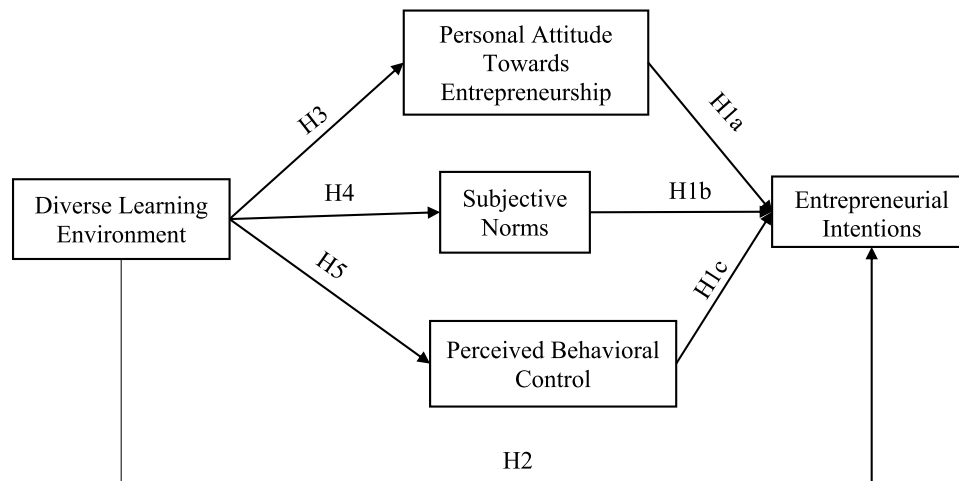 Personal Attitude
Towards
Entrepreneurship
H3
H1a
Diverse Learning
Environment
H4
Subjective
Norms
H1b
Entrepreneurial
Intentions
H5
H1c
Perceived Behavioral
Control
H2